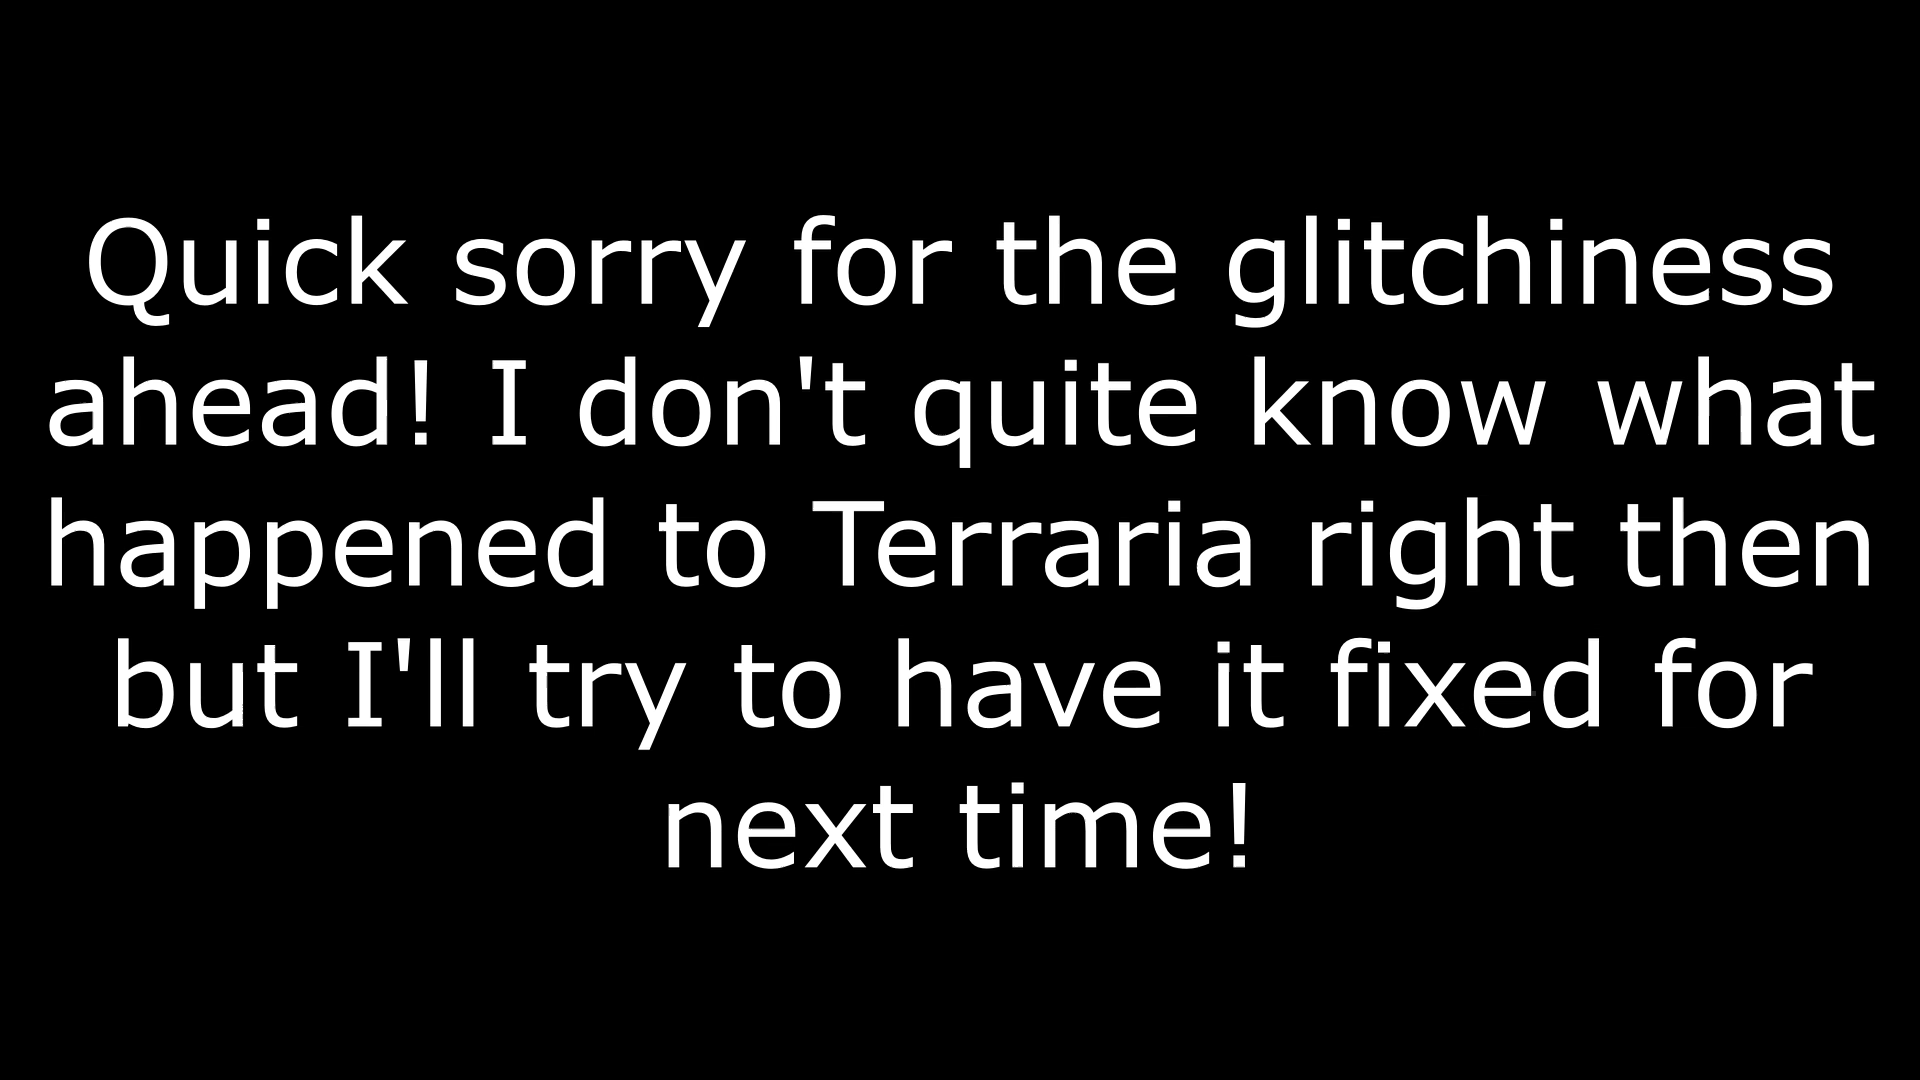 Quick sorry for the glitchiness
ahead! I don't quite know what
happened to Terraria right then
but I'll try to have it fixed for
next time!